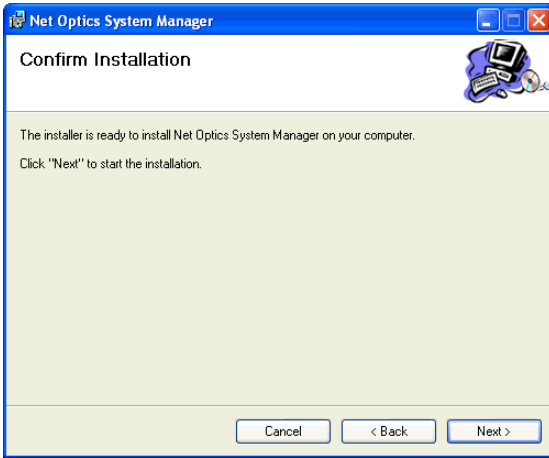 Net Optics System Manager
Confirm Installation
The installer is ready to install Net Optics System Manager on your computer.
Click "Next" to start the installation.
Cancel
< Back
Next >